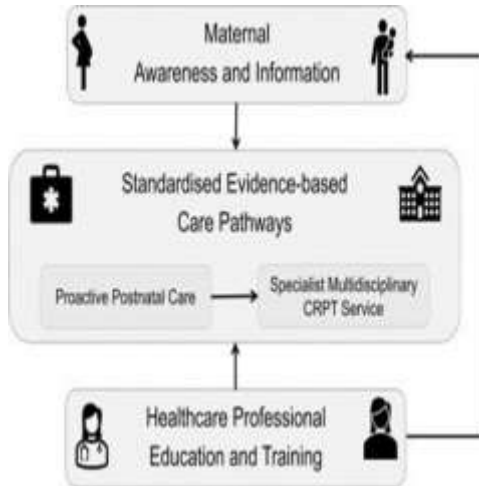 Maternal
Awareness and Information
Standardised Evidence-based
Care Pathways
Proactive Postnatal Care
Specialist Multidisciplinary
CRPT Service
Healthcare Professional
Education and Training